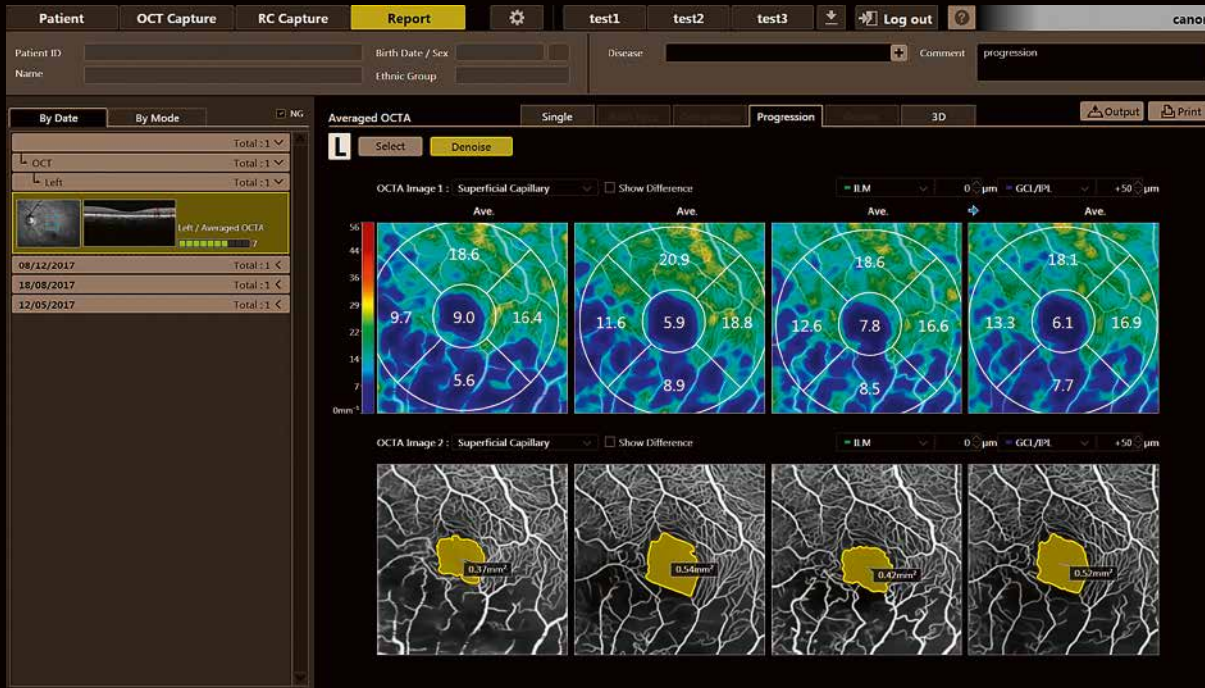 Patient OCT Capture RC Capture Report test1 test2 test3 Log out ? canon
Patient ID Birth Date / Sex Disease + Comment progression
Name Ethnic Group
By Date By Mode NG
Averaged OCTA Single Progression 3D Output Print
L Select Denoise
Total : 1
OCT Total : 1
Left Total : 1
Left / Averaged OCTA
7
08/12/2017 Total : 1
18/08/2017 Total : 1
12/05/2017 Total : 1
OCTA Image 1 : Superficial Capillary Show Difference ILM 0 µm GCL/IPL +50 µm
Ave. Ave. Ave. Ave.
56
44
36
29
22
14
7
0mm⁻¹
18.6
9.7 9.0 16.4
5.6
20.9
11.6 5.9 18.8
8.9
18.6
12.6 7.8 16.6
8.5
18.1
13.3 6.1 16.9
7.7
OCTA Image 2 : Superficial Capillary Show Difference ILM 0 µm GCL/IPL +50 µm
0.37mm² 0.54mm² 0.42mm² 0.52mm²